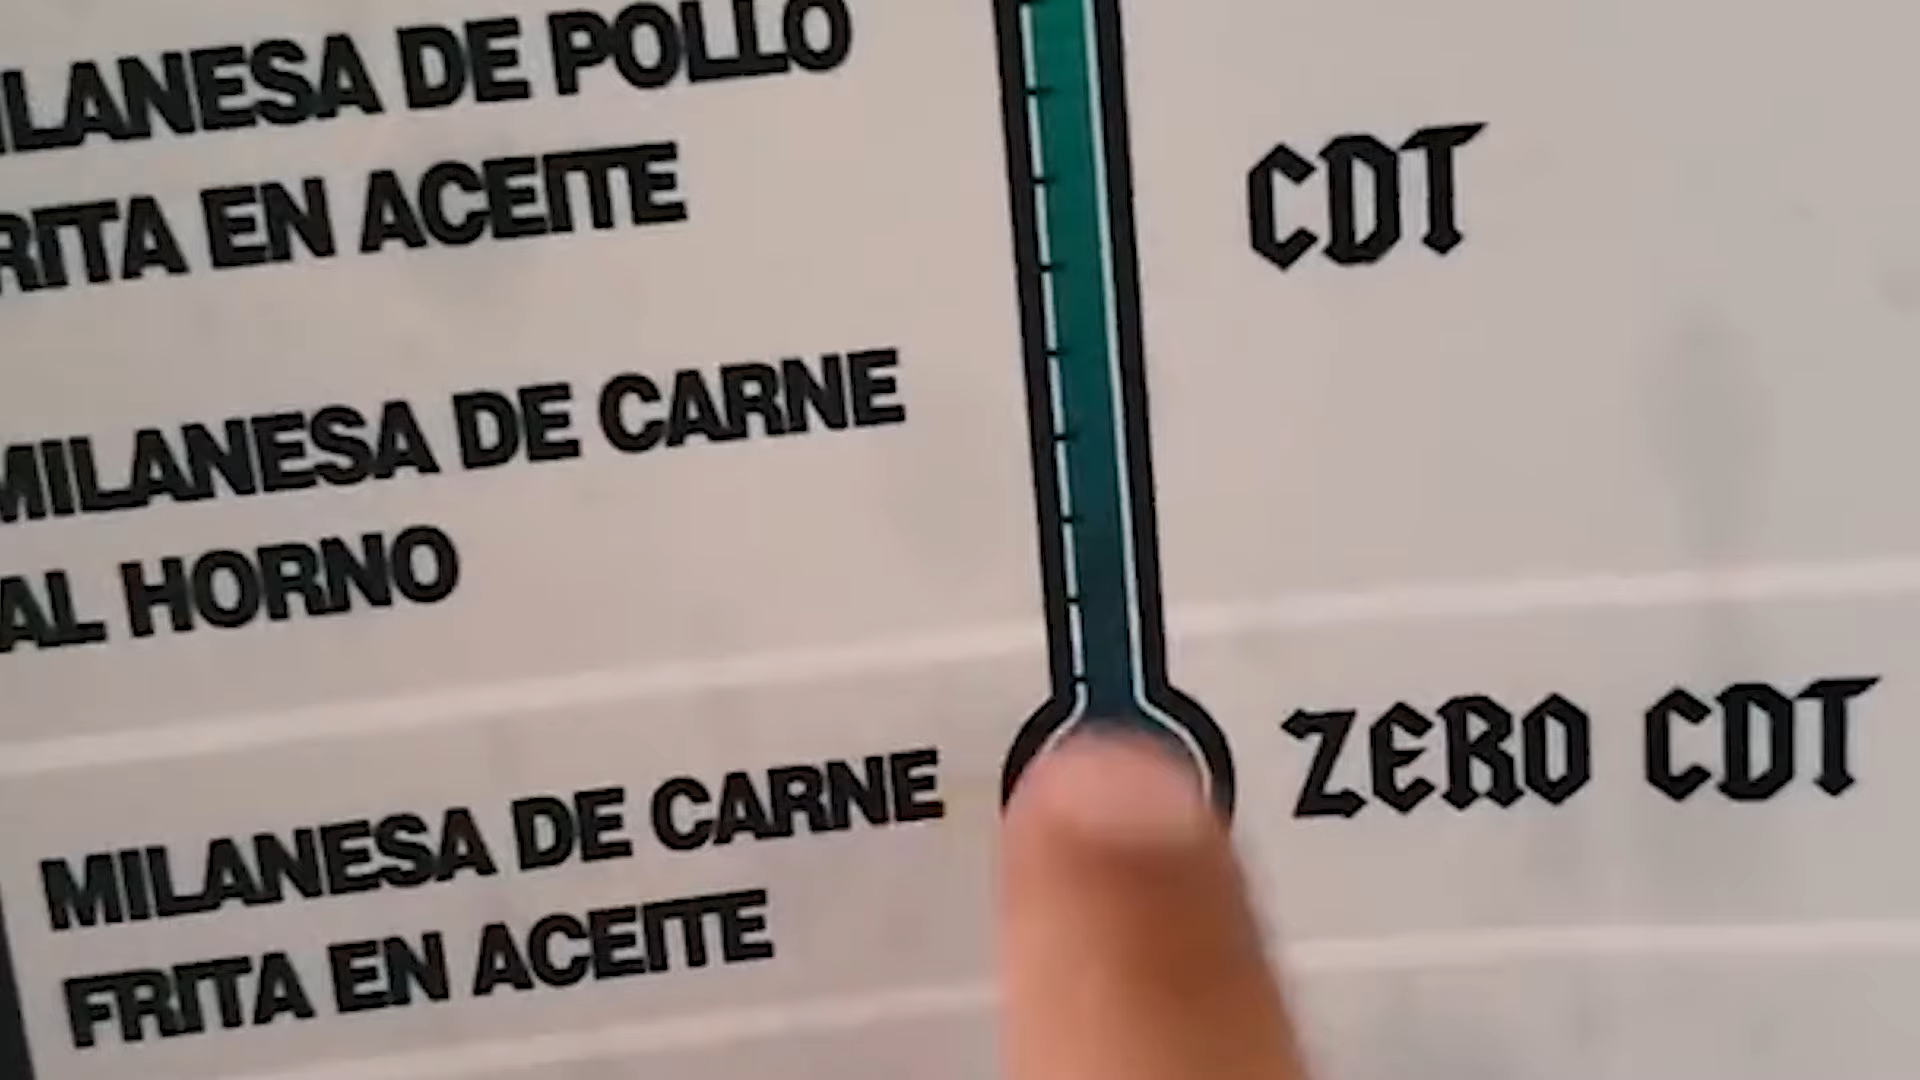 MILANESA DE POLLO
FRITA EN ACEITE
CDT
MILANESA DE CARNE
AL HORNO
MILANESA DE CARNE
FRITA EN ACEITE
ZERO CDT